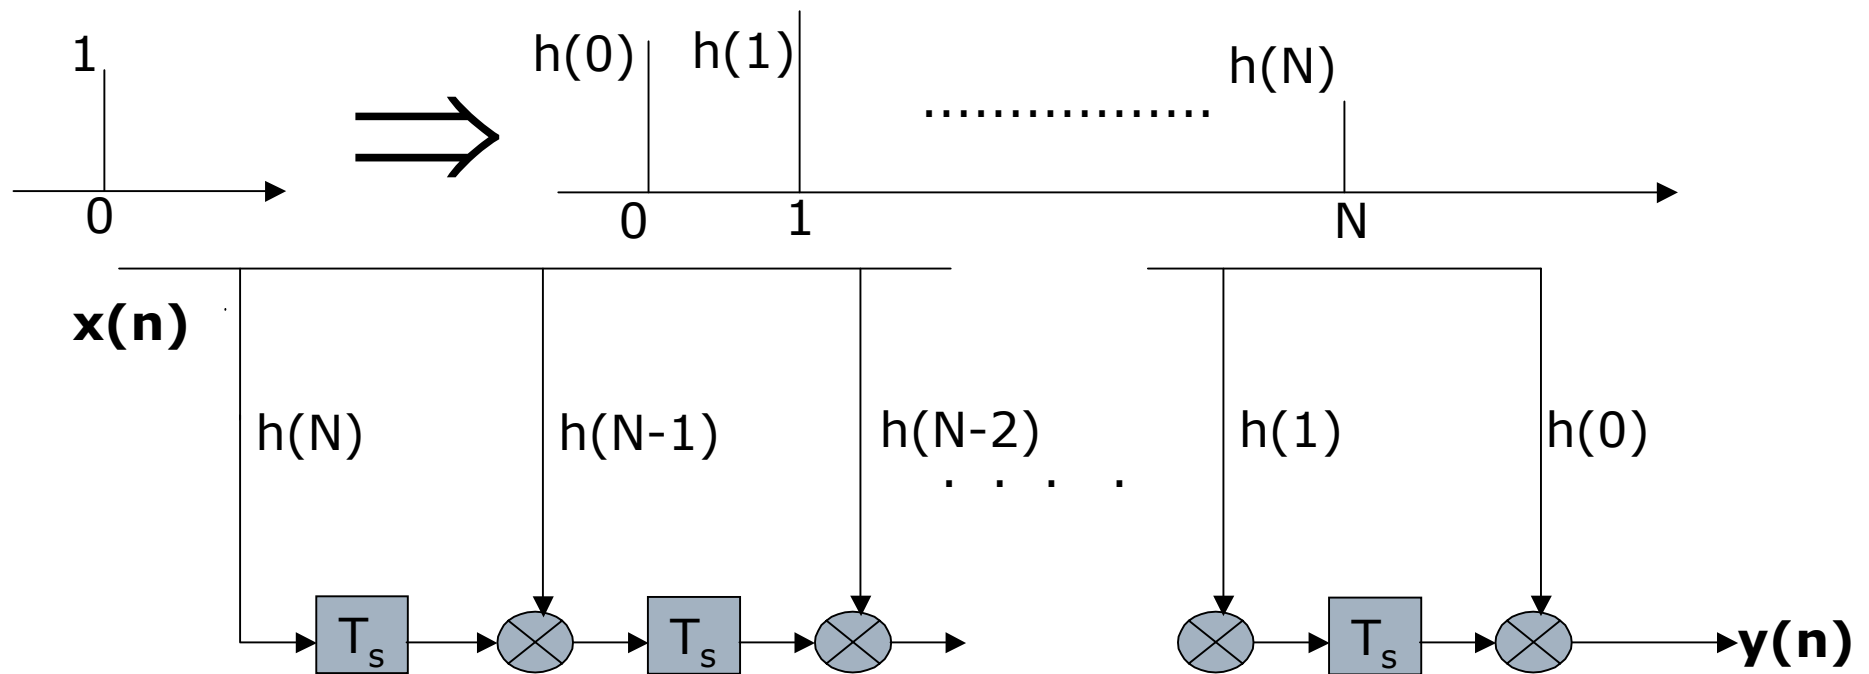 1
0
h(0)
h(1)
.................
h(N)
0
1
N
x(n)
h(N)
h(N-1)
h(N-2)
. . . .
h(1)
h(0)
Ts
Ts
Ts
y(n)